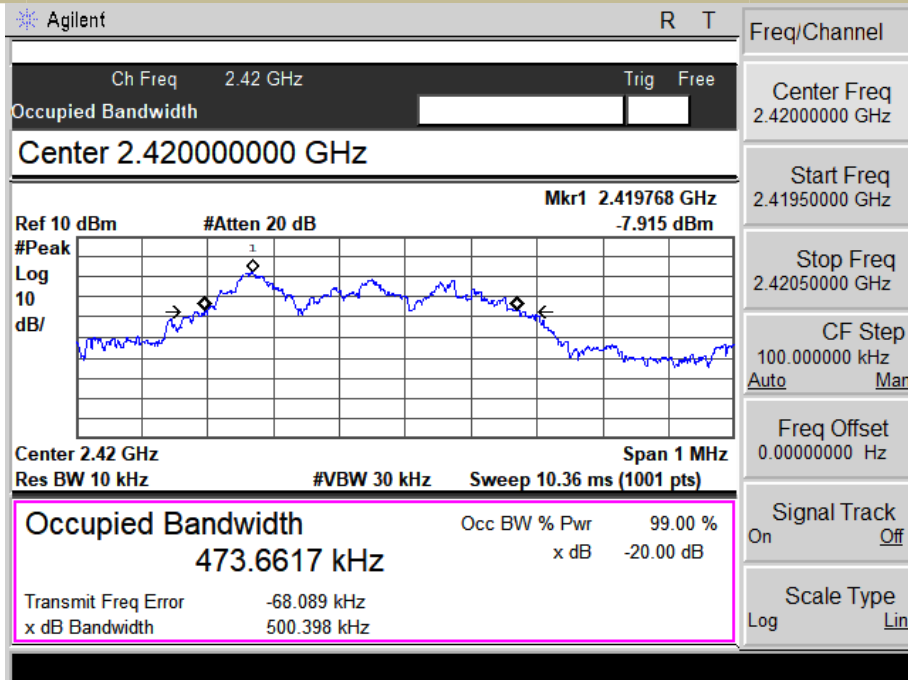 Agilent R T
Freq/Channel
Ch Freq 2.42 GHz Trig Free
Occupied Bandwidth
Center 2.420000000 GHz
Mkr1 2.419768 GHz
Ref 10 dBm #Atten 20 dB -7.915 dBm
#Peak
Log
10
dB/
1
Center 2.42 GHz Span 1 MHz
Res BW 10 kHz #VBW 30 kHz Sweep 10.36 ms (1001 pts)
Occupied Bandwidth Occ BW % Pwr 99.00 %
473.6617 kHz x dB -20.00 dB
Transmit Freq Error -68.089 kHz
x dB Bandwidth 500.398 kHz
Center Freq
2.42000000 GHz
Start Freq
2.41950000 GHz
Stop Freq
2.42050000 GHz
CF Step
100.000000 kHz
Auto Man
Freq Offset
0.00000000 Hz
Signal Track
On Off
Scale Type
Log Lin